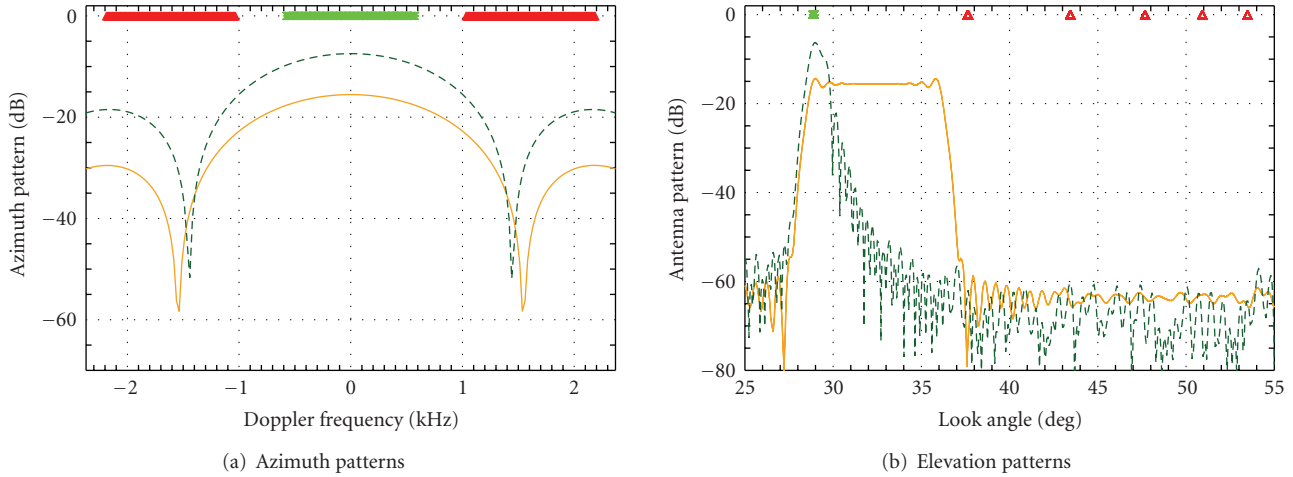 0
−20
−40
−60
Azimuth pattern (dB)
−2 −1 0 1 2
Doppler frequency (kHz)
(a) Azimuth patterns
0
−20
−40
−60
−80
Antenna pattern (dB)
25 30 35 40 45 50 55
Look angle (deg)
(b) Elevation patterns